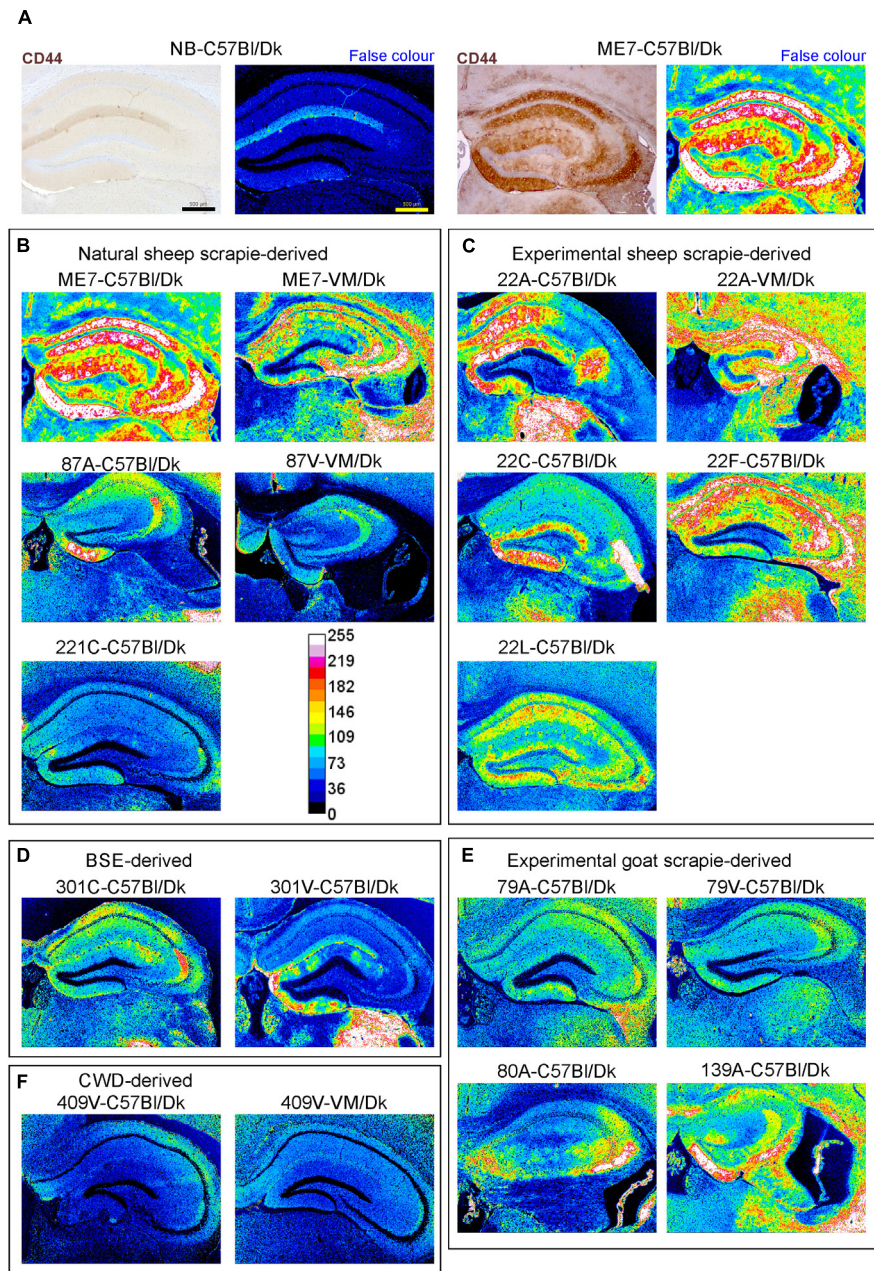 A
NB-C57Bl/Dk
ME7-C57Bl/Dk
CD44
False colour
CD44
False colour
500 µm
500 µm
B
Natural sheep scrapie-derived
ME7-C57Bl/Dk
ME7-VM/Dk
87A-C57Bl/Dk
87V-VM/Dk
221C-C57Bl/Dk
255
219
182
146
109
73
36
0
C
Experimental sheep scrapie-derived
22A-C57Bl/Dk
22A-VM/Dk
22C-C57Bl/Dk
22F-C57Bl/Dk
22L-C57Bl/Dk
D
BSE-derived
301C-C57Bl/Dk
301V-C57Bl/Dk
E
Experimental goat scrapie-derived
79A-C57Bl/Dk
79V-C57Bl/Dk
80A-C57Bl/Dk
139A-C57Bl/Dk
F
CWD-derived
409V-C57Bl/Dk
409V-VM/Dk